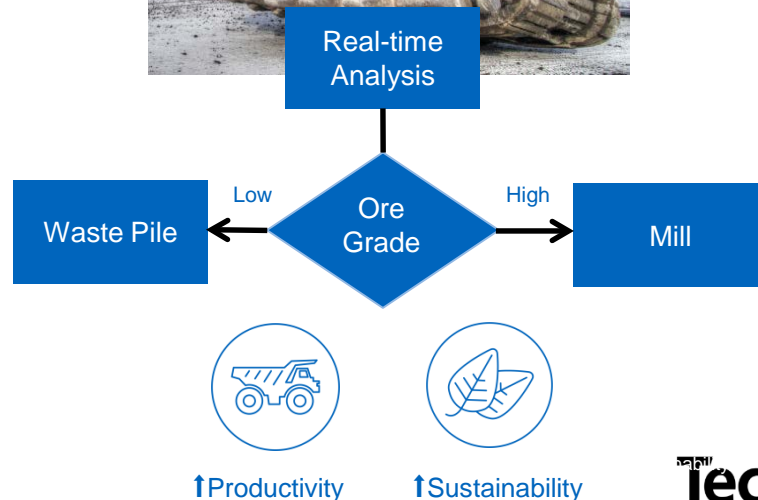 Real-time
Analysis
Low
High
Waste Pile
Ore
Grade
Mill
↑Productivity
↑Sustainability